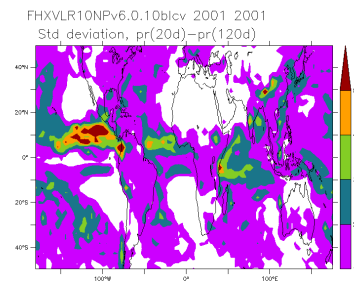 FHXVLR10NPv6.0.10blcv 2001 2001
Std deviation, pr(20d)-pr(120d)
40°N
20°N
0°
20°S
40°S
100°W 0° 100°E